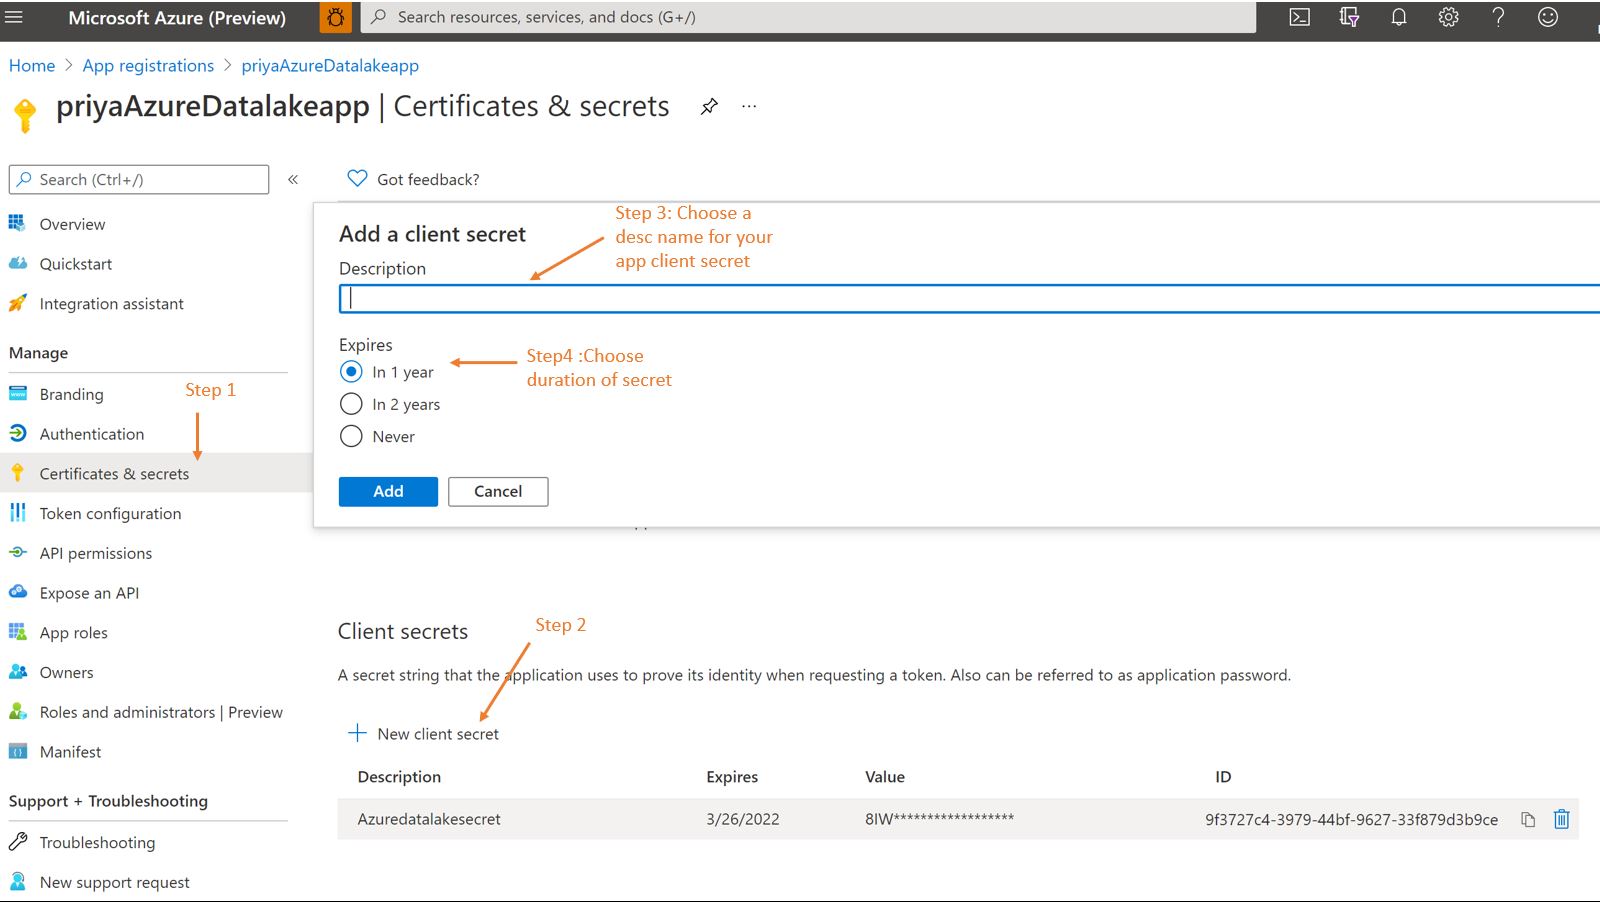 Microsoft Azure (Preview)
Search resources, services, and docs (G+/)
Home > App registrations > priyaAzureDatalakeapp
priyaAzureDatalakeapp | Certificates & secrets
Search (Ctrl+/)
Got feedback?
Overview
Quickstart
Integration assistant
Manage
Branding
Step 1
Authentication
Certificates & secrets
Token configuration
API permissions
Expose an API
App roles
Owners
Roles and administrators | Preview
Manifest
Support + Troubleshooting
Troubleshooting
New support request
Add a client secret
Step 3: Choose a
desc name for your
app client secret
Description
Expires
In 1 year
Step4 :Choose
duration of secret
In 2 years
Never
Add
Cancel
Client secrets
Step 2
A secret string that the application uses to prove its identity when requesting a token. Also can be referred to as application password.
New client secret
Description Expires Value ID
Azuredatalakesecret 3/26/2022 8IW****************** 9f3727c4-3979-44bf-9627-33f879d3b9ce